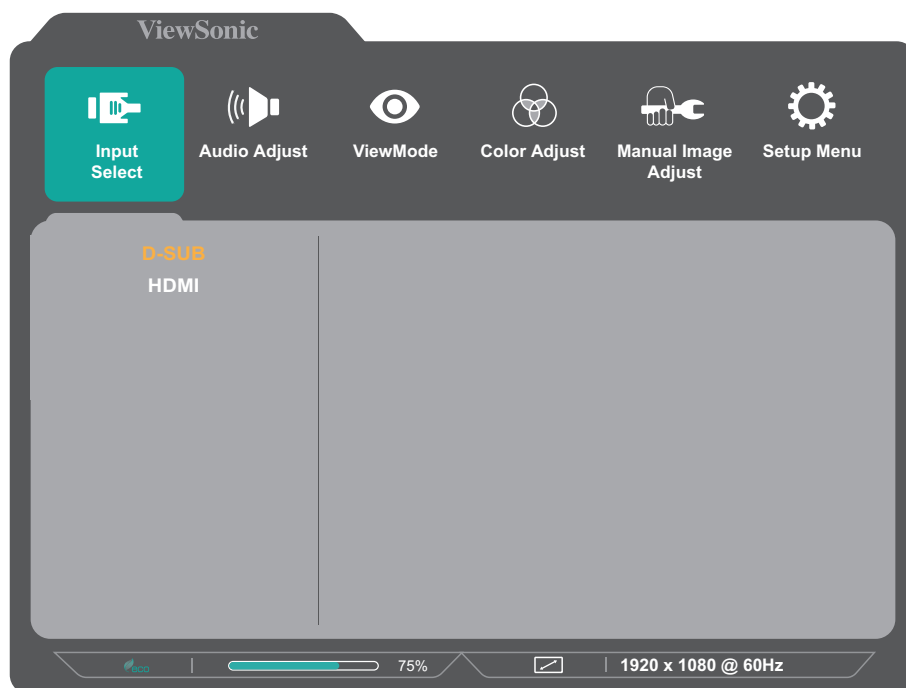 ViewSonic
Input
Select
Audio Adjust
ViewMode
Color Adjust
Manual Image
Adjust
Setup Menu
D-SUB
HDMI
75%
1920 x 1080 @ 60Hz